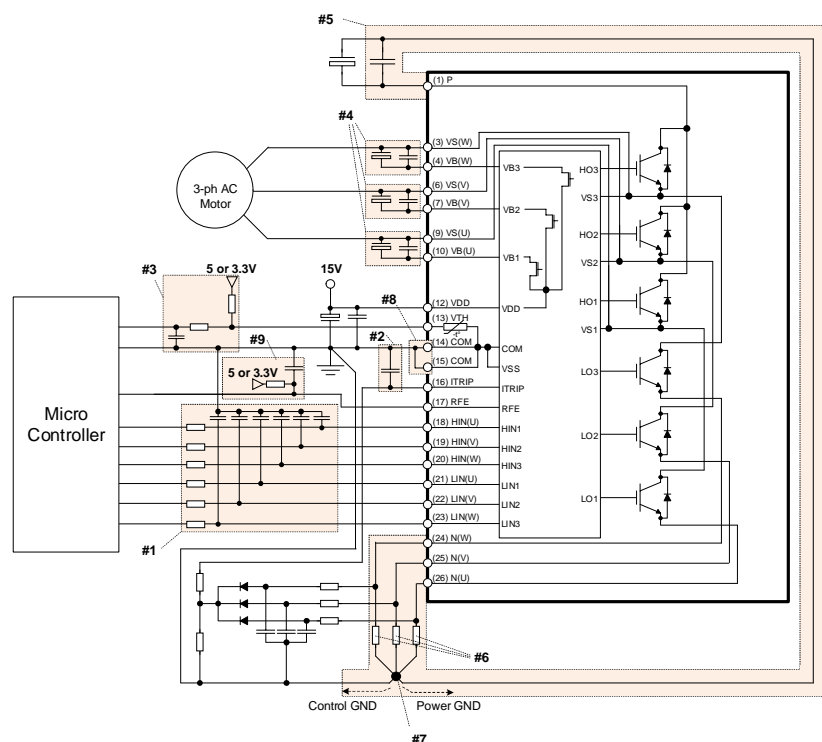 #5
(1) P
#4
(3) VS(W)
(4) VB(W)
VB3
HO3
3-ph AC
Motor
(6) VS(V)
(7) VB(V)
VB2
VS3
(9) VS(U)
(10) VB(U)
VB1
HO2
VS2
#3
5 or 3.3V
15V
(12) VDD
VDD
HO1
(13) VTH
-t°
VS1
#8
#2
(14) COM
COM
(15) COM
VSS
#9
5 or 3.3V
(16) ITRIP
ITRIP
LO3
(17) RFE
RFE
Micro
Controller
(18) HIN(U)
HIN1
(19) HIN(V)
HIN2
LO2
(20) HIN(W)
HIN3
(21) LIN(U)
LIN1
(22) LIN(V)
LIN2
LO1
(23) LIN(W)
LIN3
#1
(24) N(W)
(25) N(V)
(26) N(U)
#6
Control GND
Power GND
#7